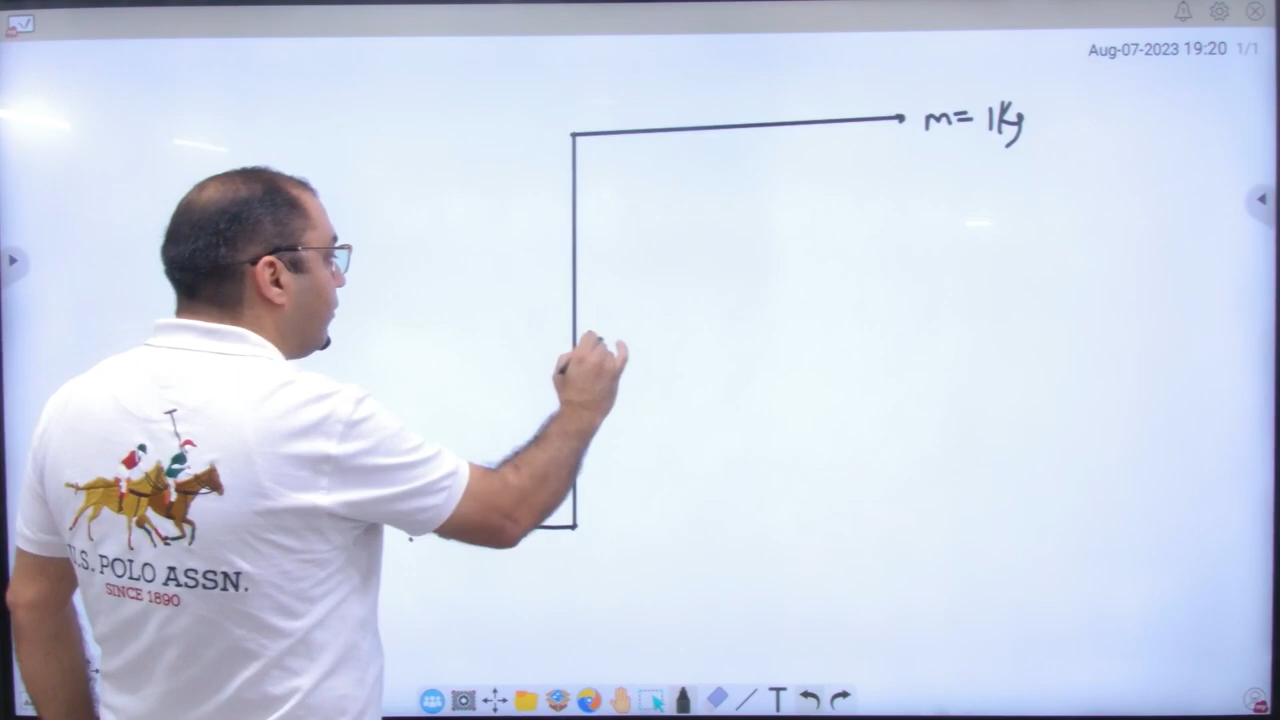 Aug-07-2023 19:20 1/1
m= 1Kg
U.S. POLO ASSN.
SINCE 1890
T